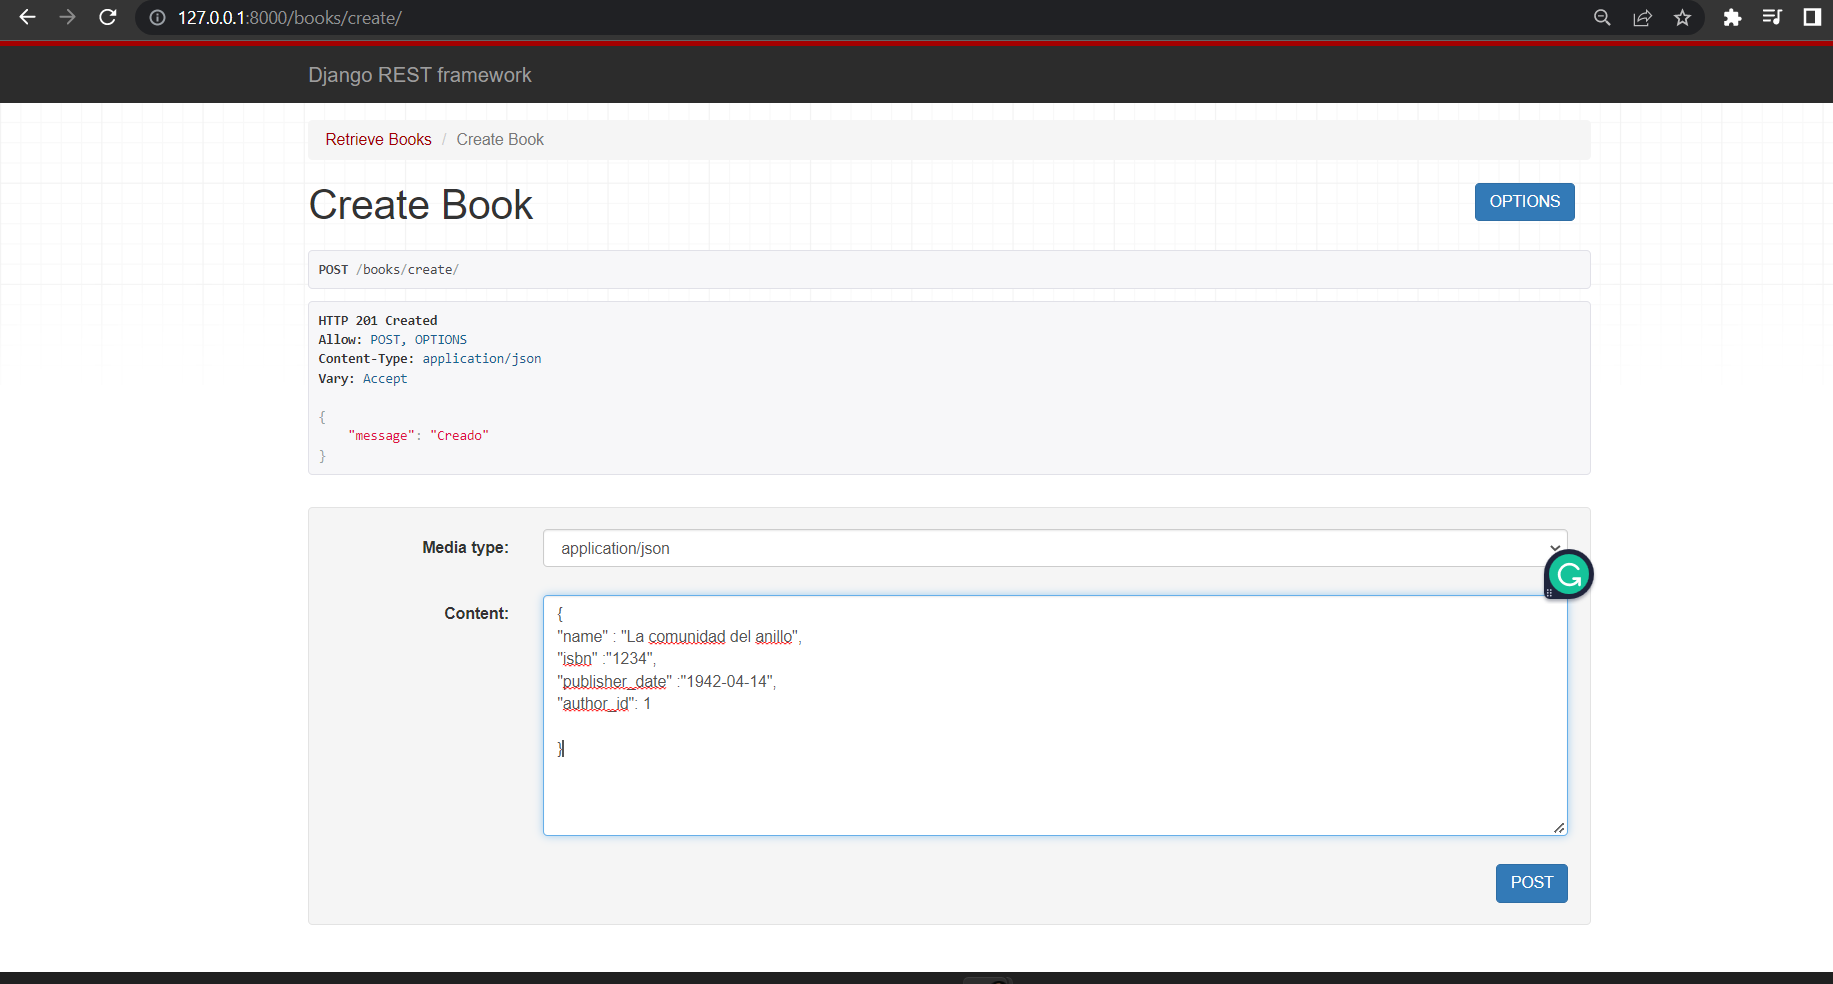 127.0.0.1:8000/books/create/
Django REST framework
Retrieve Books / Create Book
Create Book
OPTIONS
POST /books/create/
HTTP 201 Created
Allow: POST, OPTIONS
Content-Type: application/json
Vary: Accept
{
"message": "Creado"
}
Media type:
application/json
Content:
{
"name" : "La comunidad del anillo",
"isbn" :"1234",
"publisher_date" :"1942-04-14",
"author_id": 1
}
POST